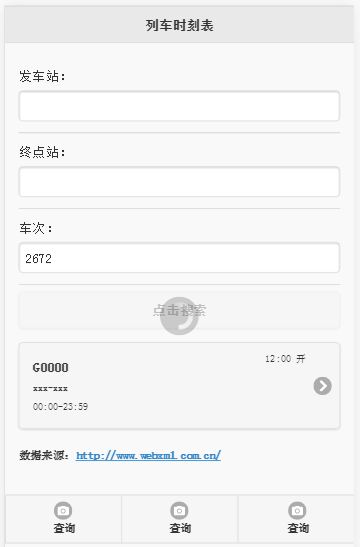 列车时刻表
发车站：
终点站：
车次：
2672
点击搜索
G0000
12:00 开
xxx-xxx
00:00-23:59
数据来源：http://www.webxml.com.cn/
查询 查询 查询